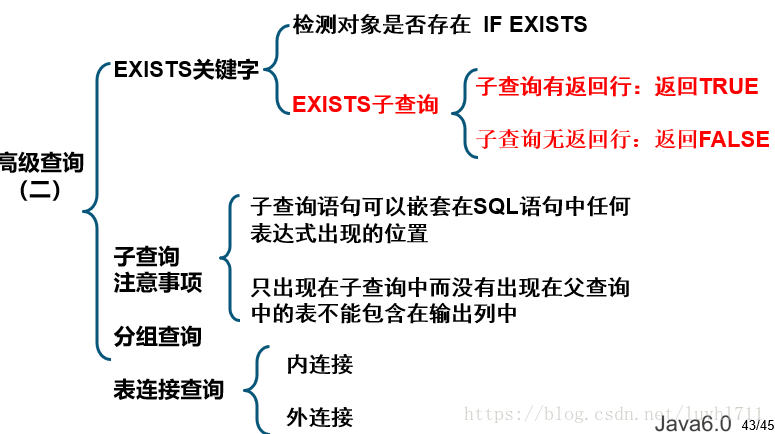 检测对象是否存在 IF EXISTS
EXISTS关键字
EXISTS子查询
子查询有返回行：返回TRUE
子查询无返回行：返回FALSE
高级查询
（二）
子查询
注意事项
子查询语句可以嵌套在SQL语句中任何
表达式出现的位置
只出现在子查询中而没有出现在父查询
中的表不能包含在输出列中
分组查询
表连接查询
内连接
外连接
https://blog.csdn.net/luyh1711
Java6.0
43/45